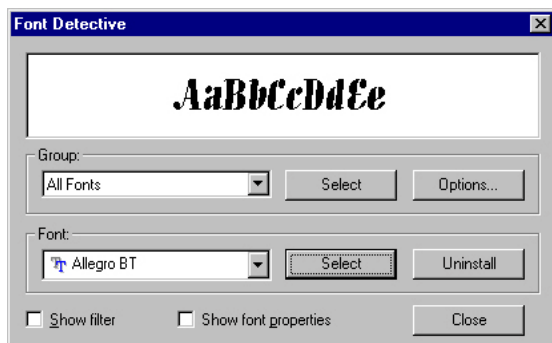 Font Detective
AaBbCcDdEe
Group:
All Fonts Select Options...
Font:
Allegro BT Select Uninstall
Show filter Show font properties Close